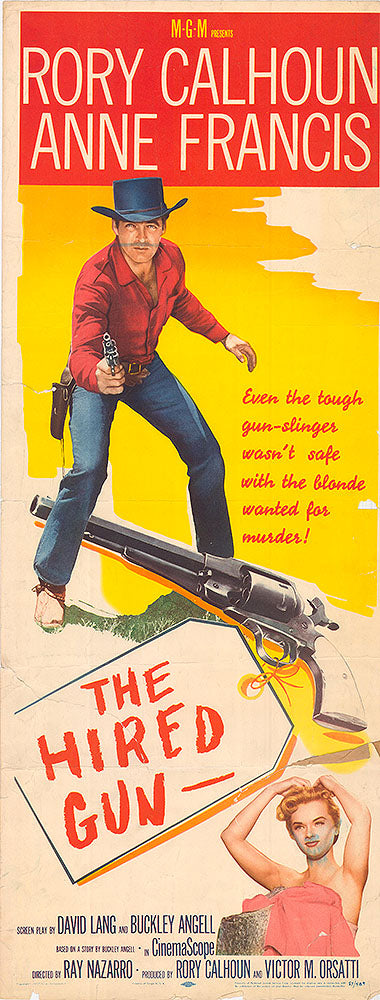 M-G-M PRESENTS
RORY CALHOUN
ANNE FRANCIS
Even the tough
gun-slinger
wasn't safe
with the blonde
wanted for
murder!
THE
HIRED
GUN—
SCREEN PLAY BY DAVID LANG AND BUCKLEY ANGELL
BASED ON A STORY BY BUCKLEY ANGELL • IN CinemaScope
DIRECTED BY RAY NAZARRO • PRODUCED BY RORY CALHOUN AND VICTOR M. ORSATTI
57/469